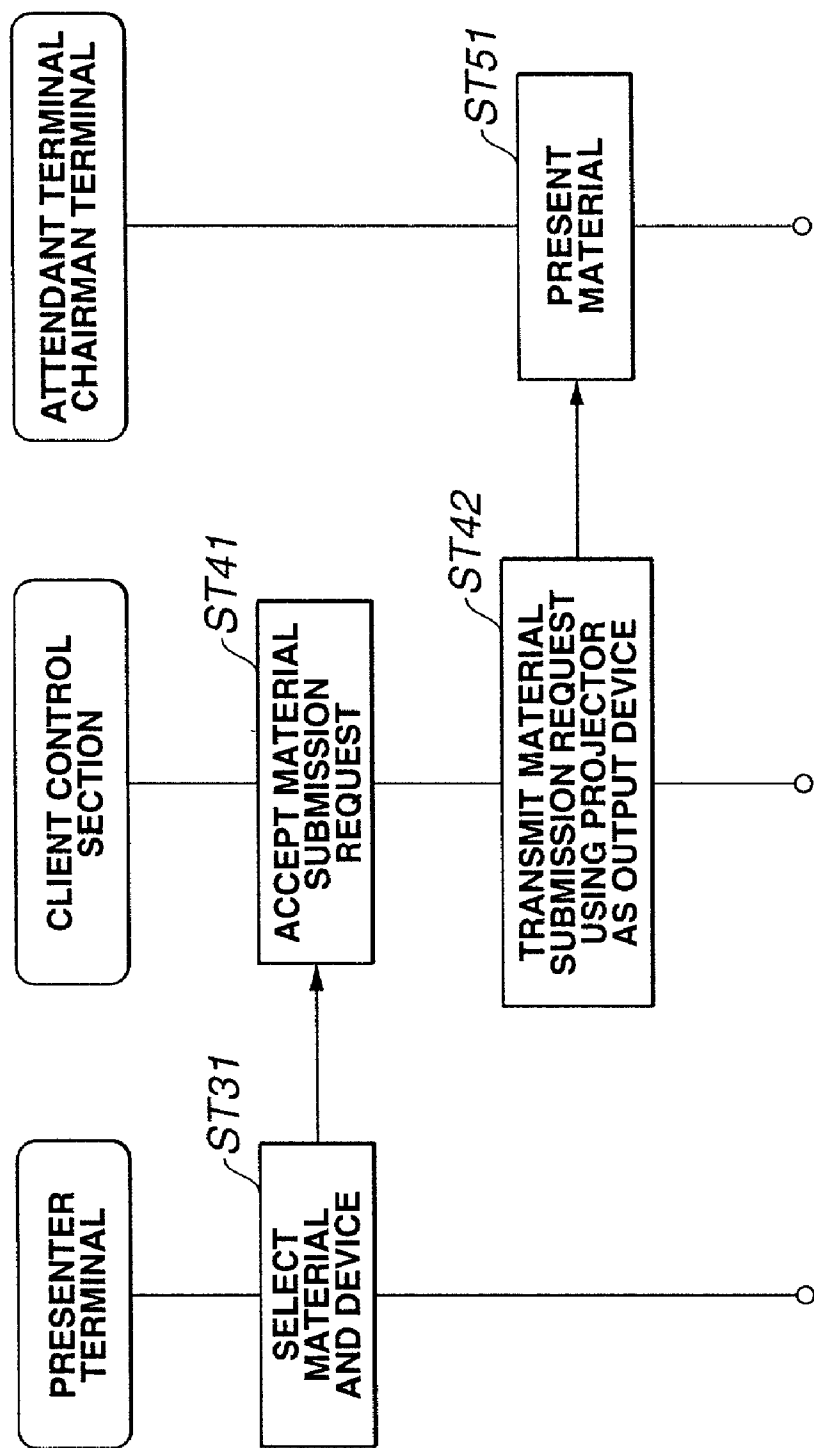 PRESENTER
TERMINAL
CLIENT CONTROL
SECTION
ATTENDANT TERMINAL
CHAIRMAN TERMINAL
ST31
SELECT
MATERIAL
AND DEVICE
ST41
ACCEPT MATERIAL
SUBMISSION
REQUEST
ST42
TRANSMIT MATERIAL
SUBMISSION REQUEST
USING PROJECTOR
AS OUTPUT DEVICE
ST51
PRESENT
MATERIAL